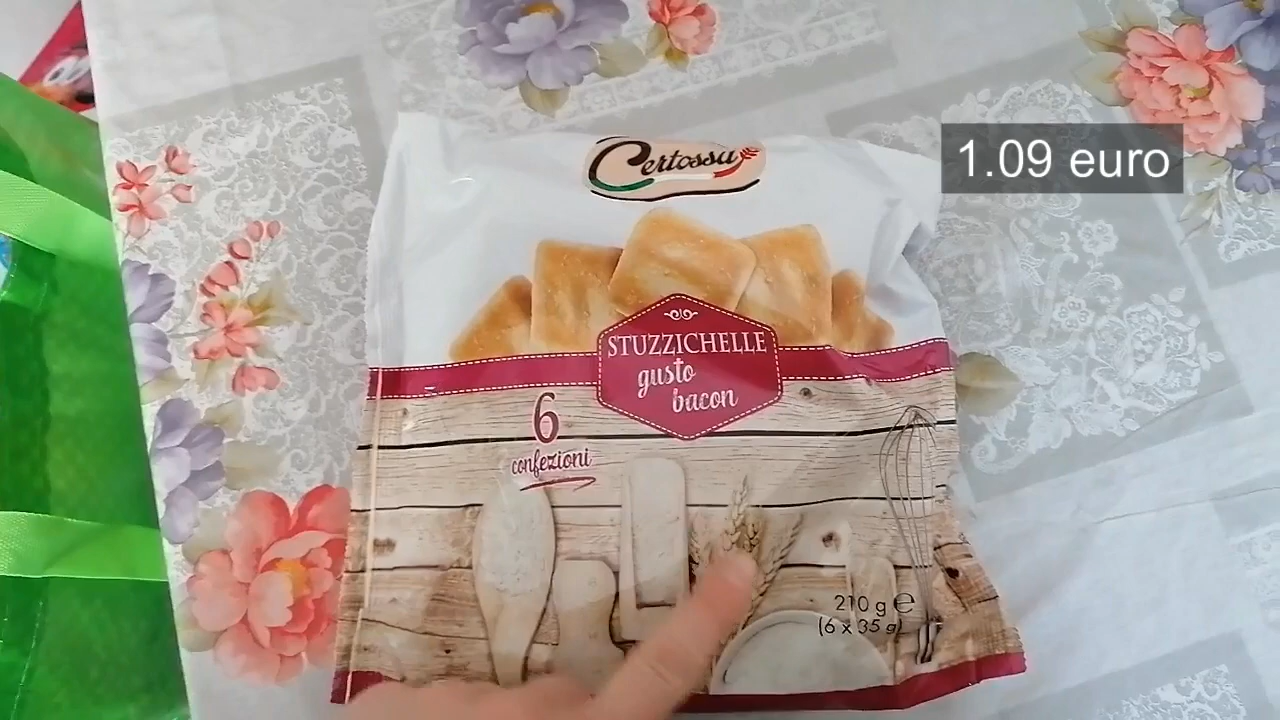 Certossa
1.09 euro
STUZZICHELLE
gusto
bacon
6
confezioni
210 g e
(6 x 35 g)